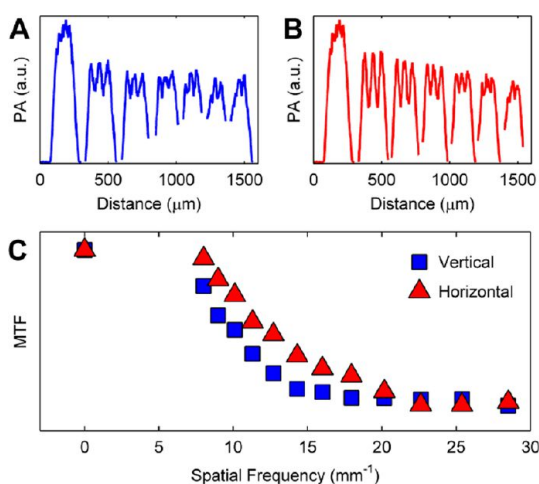 A
B
PA (a.u.)
PA (a.u.)
0 500 1000 1500
0 500 1000 1500
Distance (μm)
Distance (μm)
C
Vertical
Horizontal
MTF
0 5 10 15 20 25 30
Spatial Frequency (mm⁻¹)